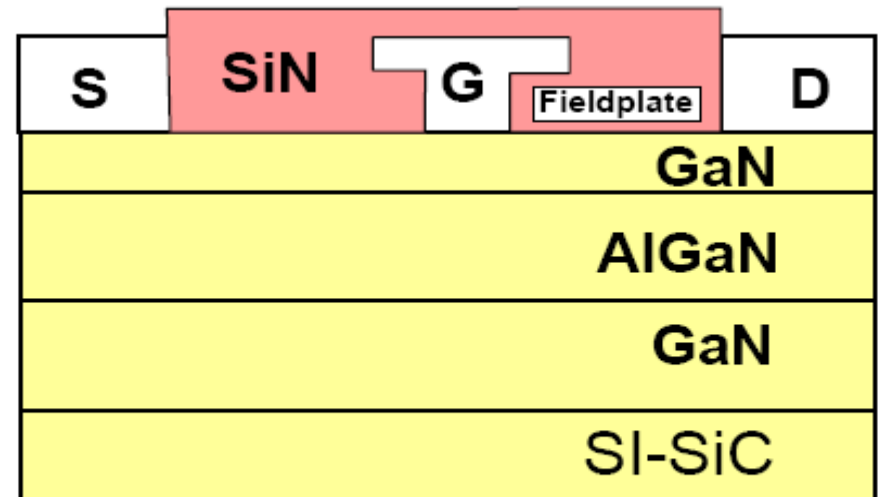 S
SiN
G
Fieldplate
D
GaN
AlGaN
GaN
SI-SiC